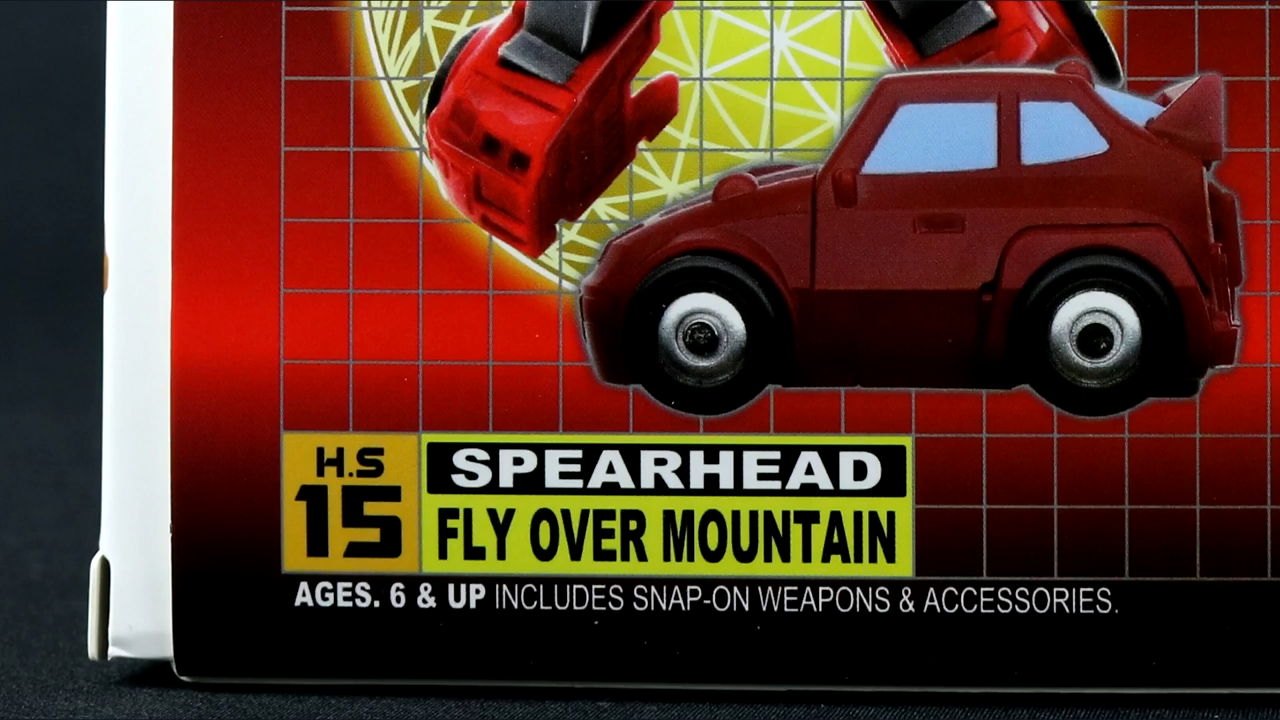 H.S
15
SPEARHEAD
FLY OVER MOUNTAIN
AGES. 6 & UP INCLUDES SNAP-ON WEAPONS & ACCESSORIES.